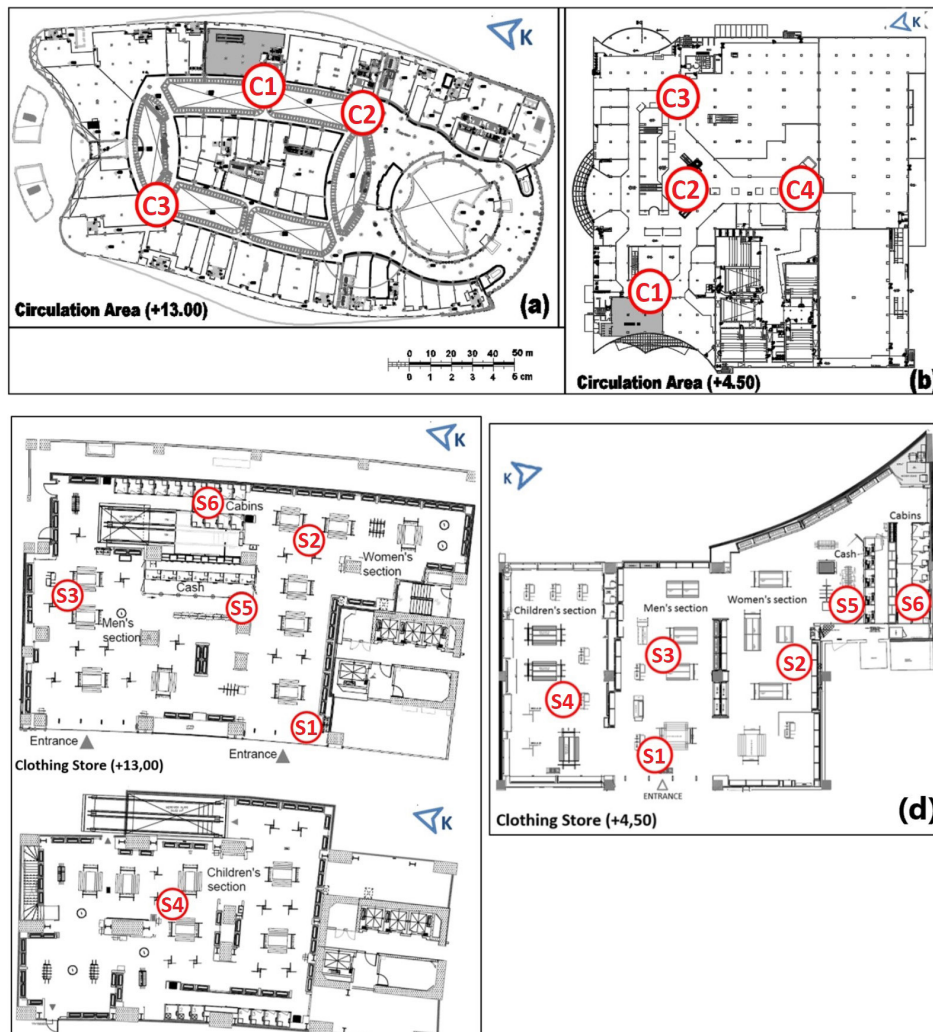 K
C1
C2
C3
Circulation Area (+13.00)
(a)
0 10 20 30 40 50 m
0 1 2 3 4 5 cm
K
C3
C2
C4
C1
Circulation Area (+4.50)
(b)
K
S6
Cabins
S2
Women's
section
S3
Cash
S5
Men's
section
S1
Entrance
Entrance
Clothing Store (+13,00)
K
Children's
section
S4
K
Cabins
Cash
Children's section
Men's section
Women's section
S5
S6
S3
S2
S4
S1
ENTRANCE
Clothing Store (+4,50)
(d)